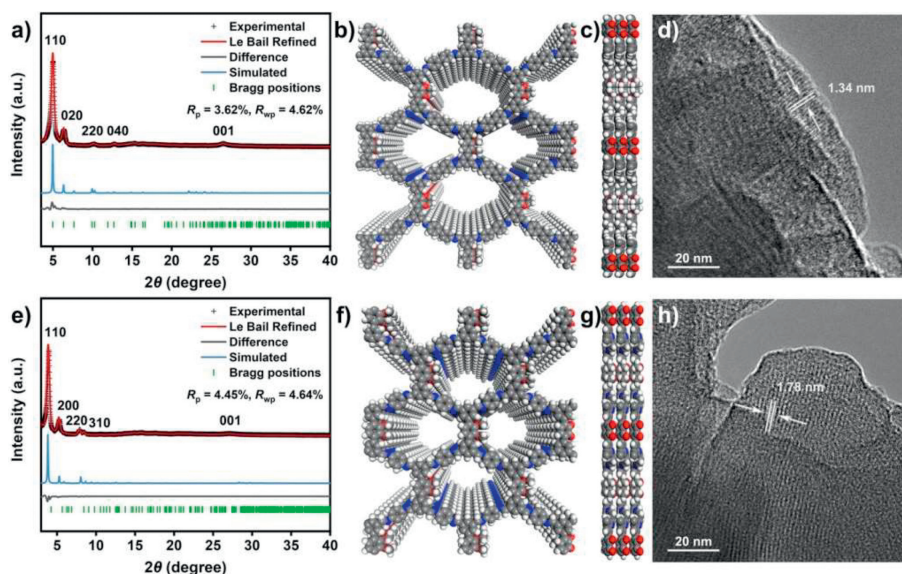 a)
110
020
220 040
001
+ Experimental
Le Bail Refined
Difference
Simulated
Bragg positions
Rp = 3.62%, Rwp = 4.62%
Intensity (a.u.)
5 10 15 20 25 30 35 40
2θ (degree)
b)
c)
d)
1.34 nm
20 nm
e)
110
200
220 310
001
+ Experimental
Le Bail Refined
Difference
Simulated
Bragg positions
Rp = 4.45%, Rwp = 4.64%
Intensity (a.u.)
5 10 15 20 25 30 35 40
2θ (degree)
f)
g)
h)
1.78 nm
20 nm